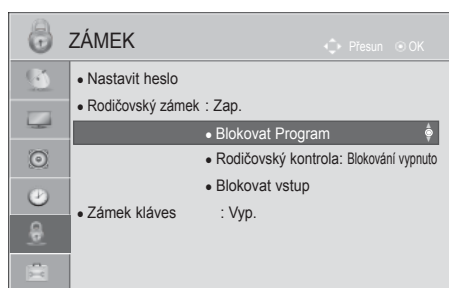 ZÁMEK
Přesun OK
• Nastavit heslo
• Rodičovský zámek : Zap.
• Blokovat Program
• Rodičovský kontrola: Blokování vypnuto
• Blokovat vstup
• Zámek kláves : Vyp.